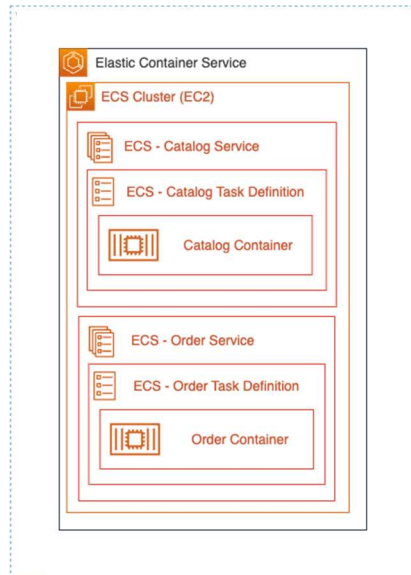 Elastic Container Service
ECS Cluster (EC2)
ECS - Catalog Service
ECS - Catalog Task Definition
Catalog Container
ECS - Order Service
ECS - Order Task Definition
Order Container